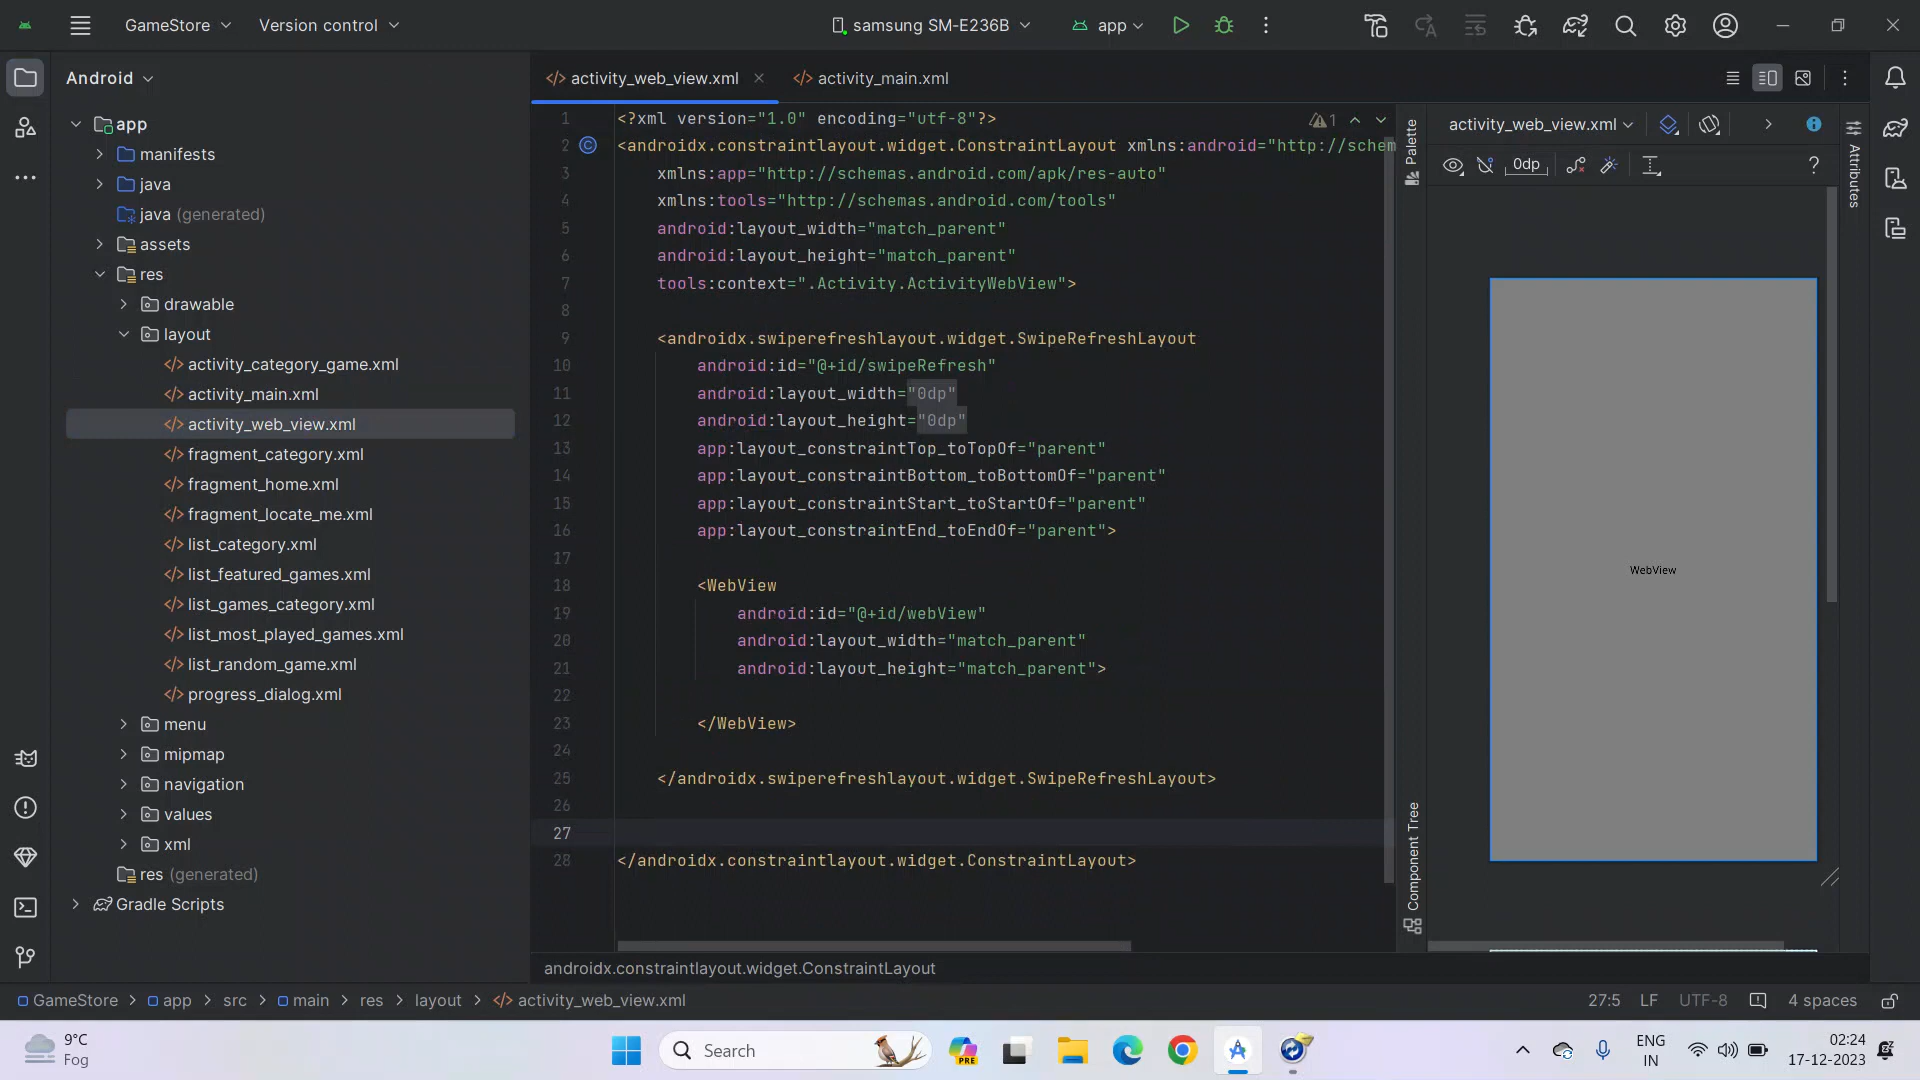 GameStore
Version control
samsung SM-E236B
app
Android
app
manifests
java
java (generated)
assets
res
drawable
layout
activity_category_game.xml
activity_main.xml
activity_web_view.xml
fragment_category.xml
fragment_home.xml
fragment_locate_me.xml
list_category.xml
list_featured_games.xml
list_games_category.xml
list_most_played_games.xml
list_random_game.xml
progress_dialog.xml
menu
mipmap
navigation
values
xml
res (generated)
Gradle Scripts
activity_web_view.xml
activity_main.xml
1 <?xml version="1.0" encoding="utf-8"?>
2 <androidx.constraintlayout.widget.ConstraintLayout xmlns:android="http://schem
3 xmlns:app="http://schemas.android.com/apk/res-auto"
4 xmlns:tools="http://schemas.android.com/tools"
5 android:layout_width="match_parent"
6 android:layout_height="match_parent"
7 tools:context=".Activity.ActivityWebView">
8
9 <androidx.swiperefreshlayout.widget.SwipeRefreshLayout
10 android:id="@+id/swipeRefresh"
11 android:layout_width="0dp"
12 android:layout_height="0dp"
13 app:layout_constraintTop_toTopOf="parent"
14 app:layout_constraintBottom_toBottomOf="parent"
15 app:layout_constraintStart_toStartOf="parent"
16 app:layout_constraintEnd_toEndOf="parent">
17
18 <WebView
19 android:id="@+id/webView"
20 android:layout_width="match_parent"
21 android:layout_height="match_parent">
22
23 </WebView>
24
25 </androidx.swiperefreshlayout.widget.SwipeRefreshLayout>
26
27
28 </androidx.constraintlayout.widget.ConstraintLayout>
1
androidx.constraintlayout.widget.ConstraintLayout
Palette
Component Tree
activity_web_view.xml
0dp
?
Attributes
WebView
GameStore > app > src > main > res > layout > activity_web_view.xml
27:5 LF UTF-8 4 spaces
9°C
Fog
Search
PRE
ENG
IN
02:24
17-12-2023